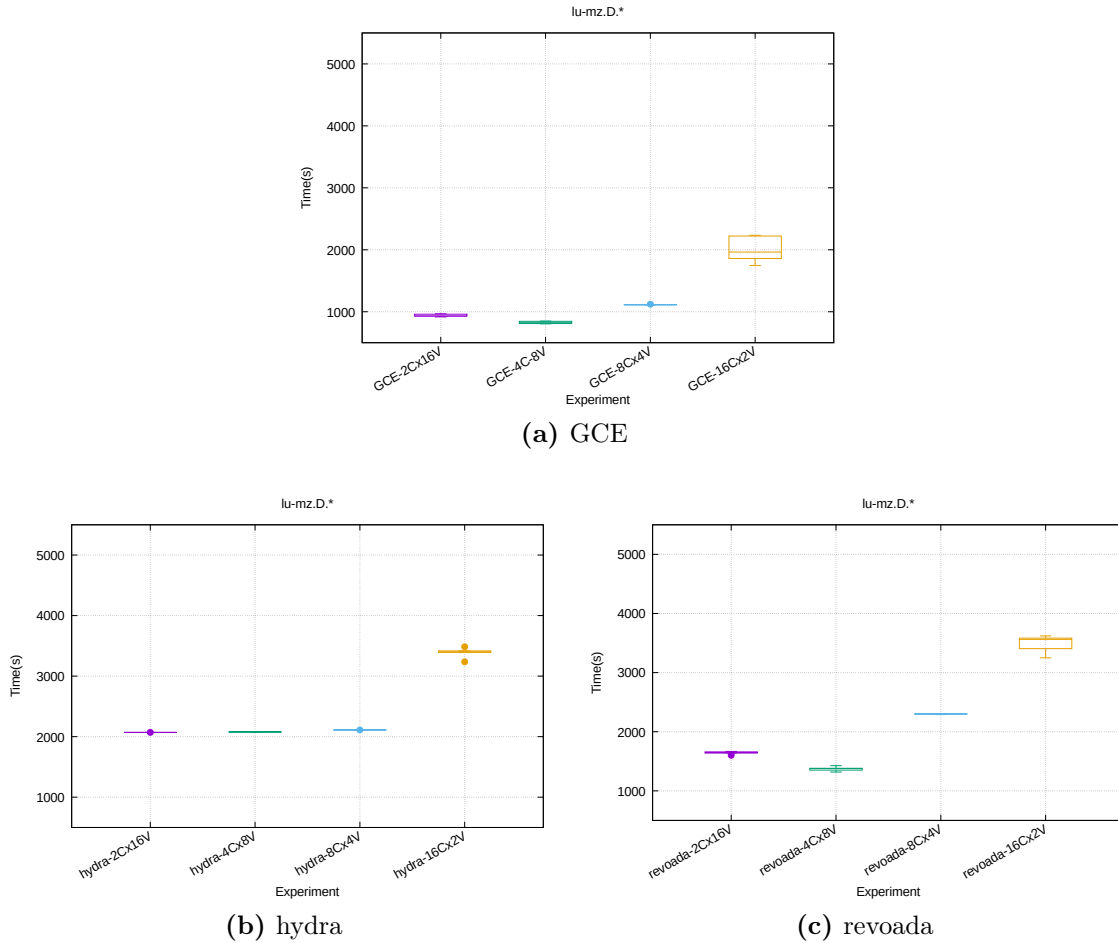 lu-mz.D.*
5000
4000
3000
2000
1000
Time(s)
GCE-2Cx16V
GCE-4C-8V
GCE-8Cx4V
GCE-16Cx2V
Experiment
(a) GCE
lu-mz.D.*
5000
4000
3000
2000
1000
Time(s)
hydra-2Cx16V
hydra-4Cx8V
hydra-8Cx4V
hydra-16Cx2V
Experiment
(b) hydra
lu-mz.D.*
5000
4000
3000
2000
1000
Time(s)
revoada-2Cx16V
revoada-4Cx8V
revoada-8Cx4V
revoada-16Cx2V
Experiment
(c) revoada